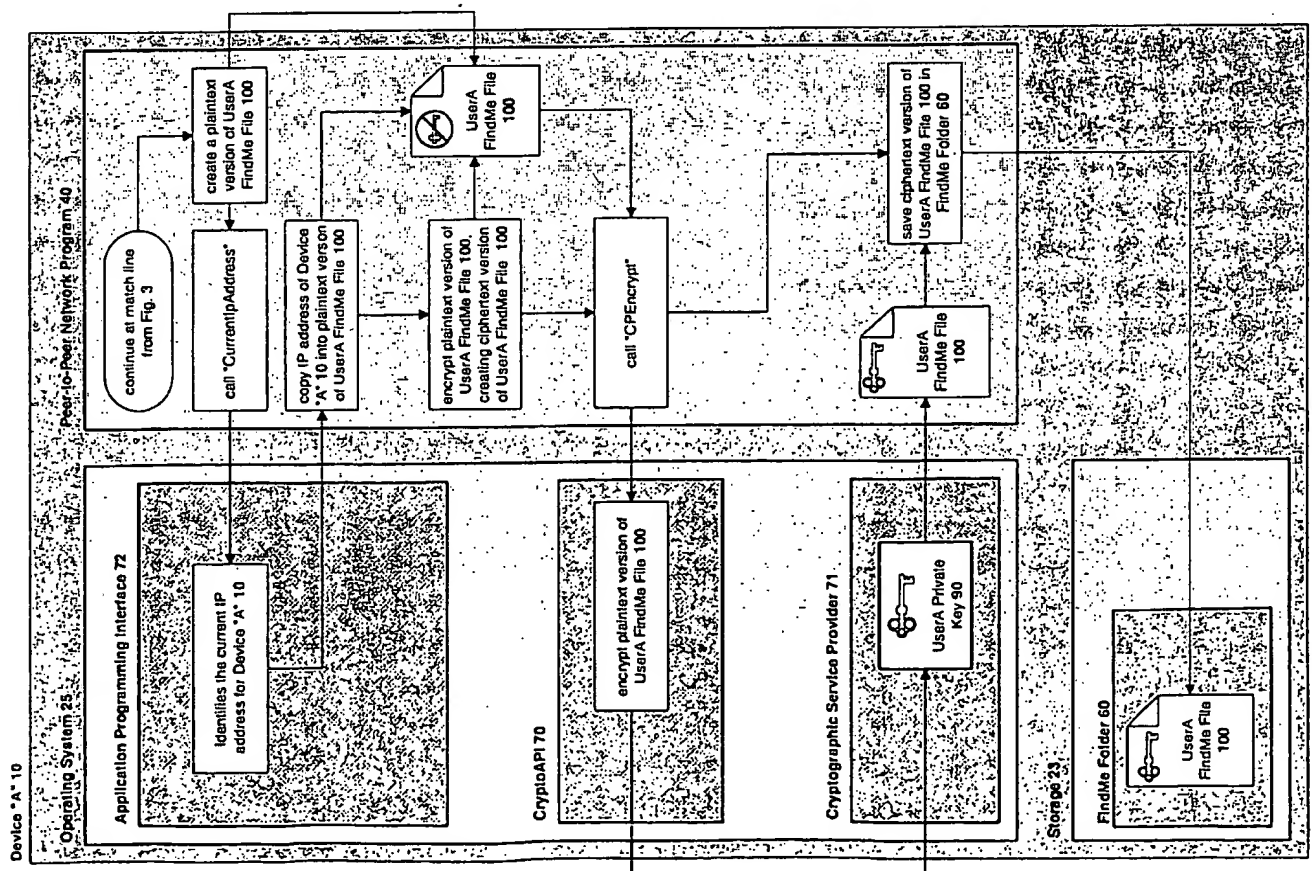 Device "A" 10
Operating System 25
Peer-to-Peer Network Program 40
continue at match line
from Fig. 3
create a plaintext
version of UserA
FindMe File 100
call "CurrentIpAddress"
Application Programming Interface 72
Identifies the current IP
address for Device "A" 10
copy IP address of Device
"A" 10 into plaintext version
of UserA FindMe File 100
UserA
FindMe File
100
encrypt plaintext version of
UserA FindMe File 100,
creating ciphertext version
of UserA FindMe File 100
CryptoAPI 70
encrypt plaintext version of
UserA FindMe File 100
call "CPEncrypt"
Cryptographic Service Provider 71
UserA Private
Key 90
UserA
FindMe File
100
save ciphertext version of
UserA FindMe File 100 in
FindMe Folder 60
Storage 23
FindMe Folder 60
UserA
FindMe File
100